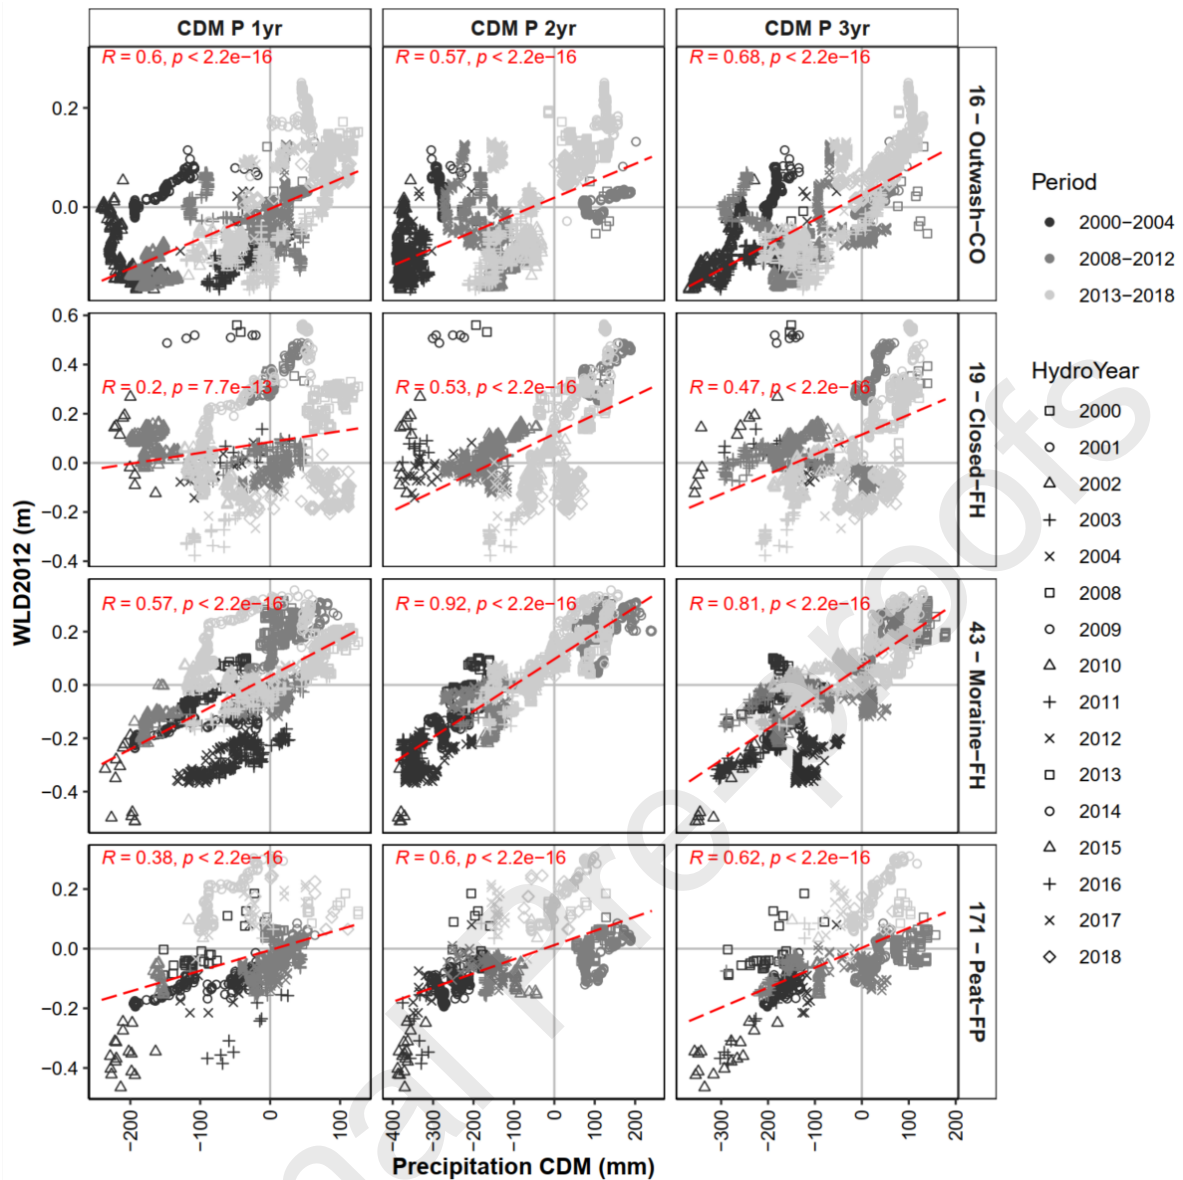 CDM P 1yr CDM P 2yr CDM P 3yr
R = 0.6, p < 2.2e−16 R = 0.57, p < 2.2e−16 R = 0.68, p < 2.2e−16
0.2
0.0
16 − Outwash−CO
0.6
0.4
R = 0.2, p = 7.7e−13 R = 0.53, p < 2.2e−16 R = 0.47, p < 2.2e−16
0.2
0.0
−0.2
−0.4
19 − Closed−FH
WLD2012 (m)
R = 0.57, p < 2.2e−16 R = 0.92, p < 2.2e−16 R = 0.81, p < 2.2e−16
0.2
0.0
−0.2
−0.4
43 − Moraine−FH
R = 0.38, p < 2.2e−16 R = 0.6, p < 2.2e−16 R = 0.62, p < 2.2e−16
0.2
0.0
−0.2
−0.4
171 − Peat−FP
−200 −100 0 100 −400 −300 −200 −100 0 100 200 −300 −200 −100 0 100 200
Precipitation CDM (mm)
Period
2000−2004
2008−2012
2013−2018
HydroYear
2000
2001
2002
2003
2004
2008
2009
2010
2011
2012
2013
2014
2015
2016
2017
2018
nal Pre-proofs